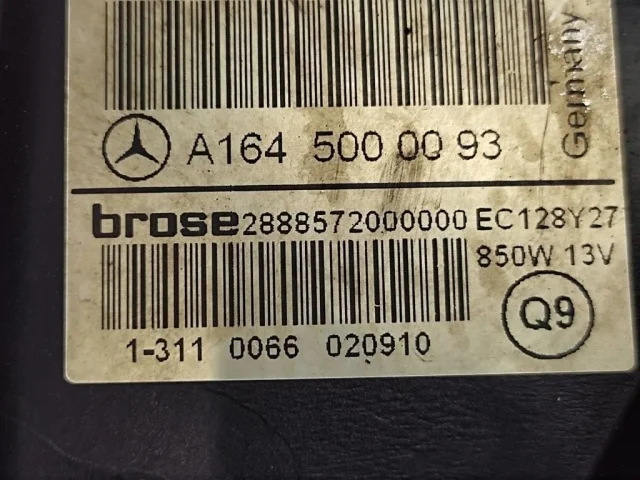 Germany
A164 500 00 93
brose 2888572000000 EC128Y27
850W 13V
Q9
1-311 0066 020910